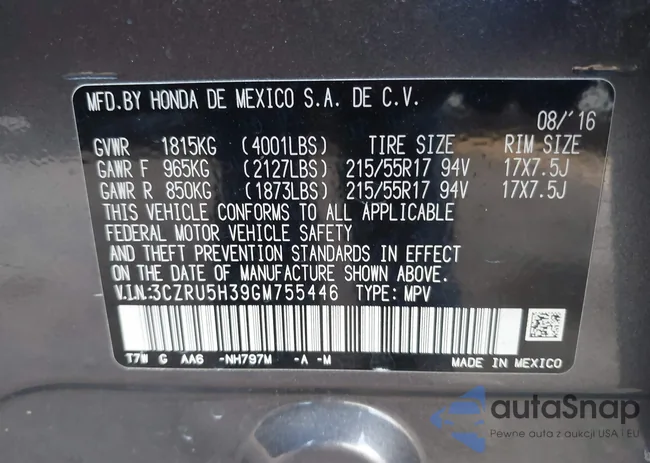 MFD.BY HONDA DE MEXICO S.A. DE C.V.
08/'16
GVWR 1815KG (4001LBS) TIRE SIZE RIM SIZE
GAWR F 965KG (2127LBS) 215/55R17 94V 17X7.5J
GAWR R 850KG (1873LBS) 215/55R17 94V 17X7.5J
THIS VEHICLE CONFORMS TO ALL APPLICABLE
FEDERAL MOTOR VEHICLE SAFETY
AND THEFT PREVENTION STANDARDS IN EFFECT
ON THE DATE OF MANUFACTURE SHOWN ABOVE.
V.I.N.:3CZRU5H39GM755446 TYPE: MPV
T7W G AA6 -NH797M -A -M
MADE IN MEXICO
autaSnap
Pewne auta z aukcji USA i EU